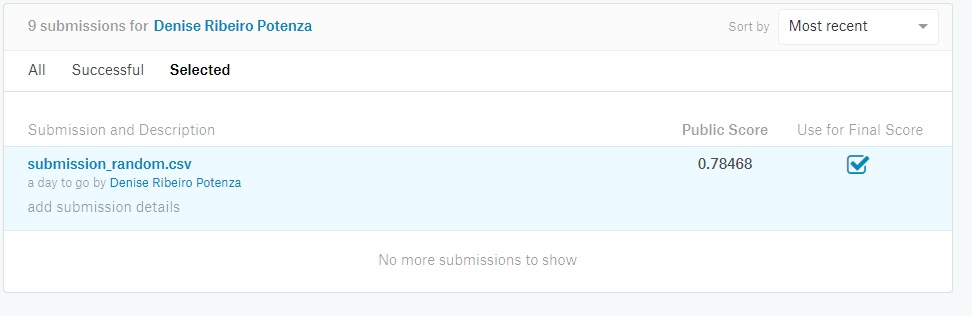 9 submissions for Denise Ribeiro Potenza
Sort by Most recent
All Successful Selected
Submission and Description Public Score Use for Final Score
submission_random.csv 0.78468
a day to go by Denise Ribeiro Potenza
add submission details
No more submissions to show